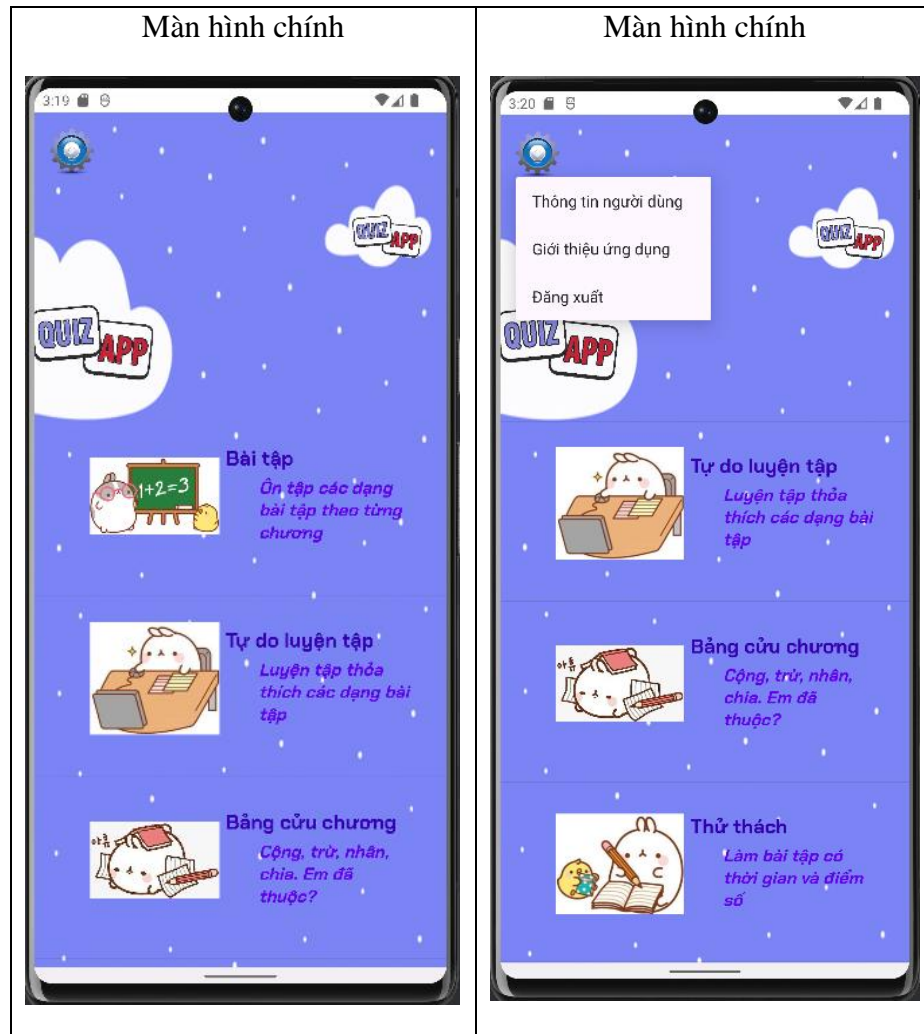 Màn hình chính
3:19
QUIZ
APP
QUIZ
APP
1+2=3
Bài tập
Ôn tập các dạng
bài tập theo từng
chương
Tự do luyện tập
Luyện tập thỏa
thích các dạng bài
tập
Bảng cửu chương
Cộng, trừ, nhân,
chia. Em đã
thuộc?
Màn hình chính
3:20
Thông tin người dùng
Giới thiệu ứng dụng
Đăng xuất
QUIZ
APP
QUIZ
APP
Tự do luyện tập
Luyện tập thỏa
thích các dạng bài
tập
Bảng cửu chương
Cộng, trừ, nhân,
chia. Em đã
thuộc?
Thử thách
Làm bài tập có
thời gian và điểm
số